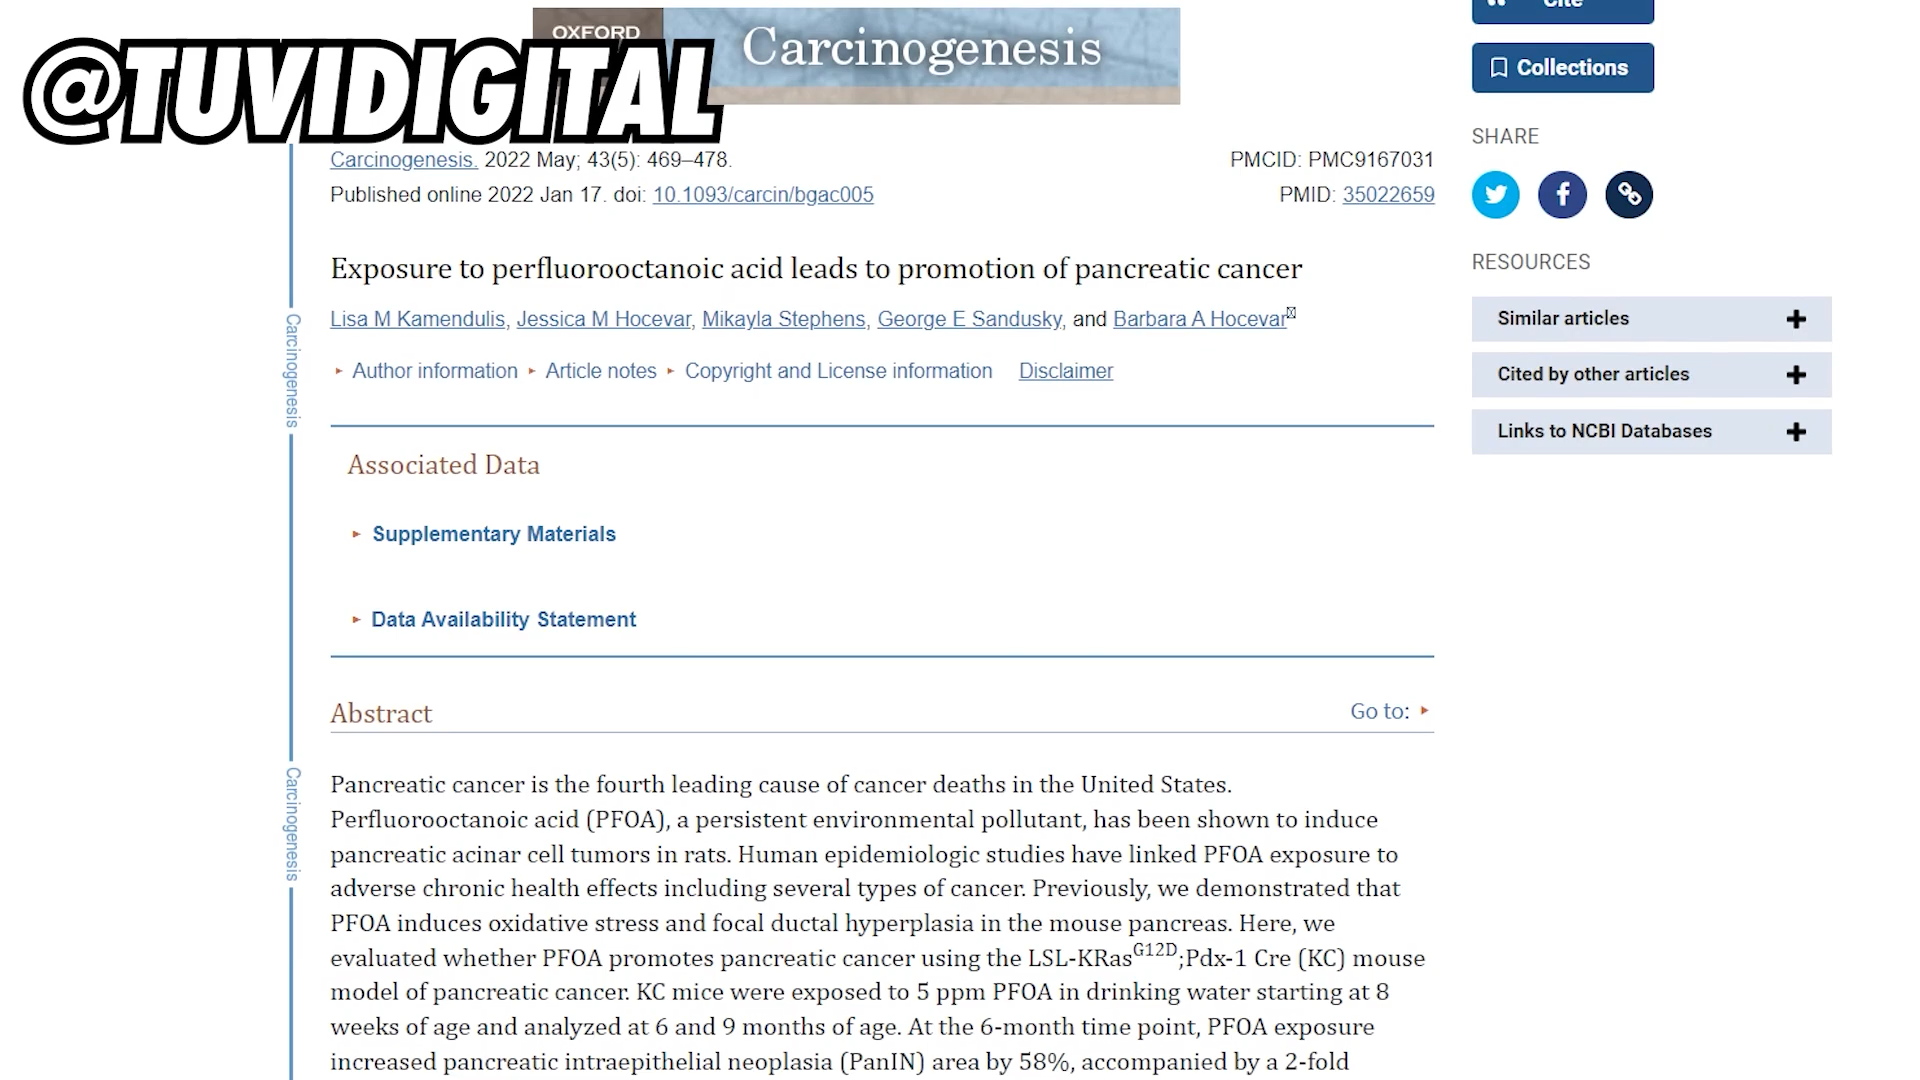 OXFORD
Carcinogenesis
@TUVIDIGITAL
Cite
Collections
Carcinogenesis. 2022 May; 43(5): 469–478.
PMCID: PMC9167031
Published online 2022 Jan 17. doi: 10.1093/carcin/bgac005
PMID: 35022659
SHARE
Exposure to perfluorooctanoic acid leads to promotion of pancreatic cancer
RESOURCES
Lisa M Kamendulis, Jessica M Hocevar, Mikayla Stephens, George E Sandusky, and Barbara A Hocevar
Similar articles
Author information Article notes Copyright and License information Disclaimer
Cited by other articles
Links to NCBI Databases
Carcinogenesis
Associated Data
Supplementary Materials
Data Availability Statement
Abstract
Go to:
Carcinogenesis
Pancreatic cancer is the fourth leading cause of cancer deaths in the United States.
Perfluorooctanoic acid (PFOA), a persistent environmental pollutant, has been shown to induce
pancreatic acinar cell tumors in rats. Human epidemiologic studies have linked PFOA exposure to
adverse chronic health effects including several types of cancer. Previously, we demonstrated that
PFOA induces oxidative stress and focal ductal hyperplasia in the mouse pancreas. Here, we
evaluated whether PFOA promotes pancreatic cancer using the LSL-KRasG12D;Pdx-1 Cre (KC) mouse
model of pancreatic cancer. KC mice were exposed to 5 ppm PFOA in drinking water starting at 8
weeks of age and analyzed at 6 and 9 months of age. At the 6-month time point, PFOA exposure
increased pancreatic intraepithelial neoplasia (PanIN) area by 58%, accompanied by a 2-fold